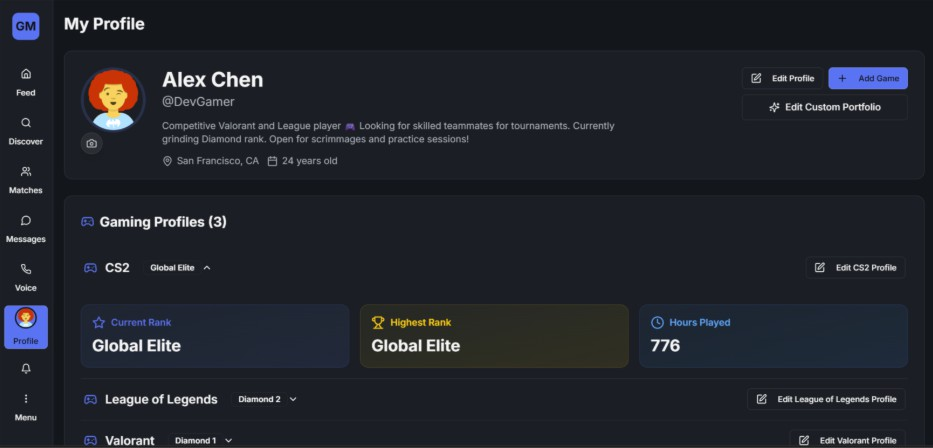 GM
My Profile
Feed
Discover
Matches
Messages
Voice
Profile
Menu
Alex Chen
@DevGamer
Competitive Valorant and League player 🎮 Looking for skilled teammates for tournaments. Currently
grinding Diamond rank. Open for scrimmages and practice sessions!
San Francisco, CA 24 years old
Edit Profile
Add Game
Edit Custom Portfolio
Gaming Profiles (3)
CS2 Global Elite Edit CS2 Profile
Current Rank
Global Elite
Highest Rank
Global Elite
Hours Played
776
League of Legends Diamond 2 Edit League of Legends Profile
Valorant Diamond 1 Edit Valorant Profile